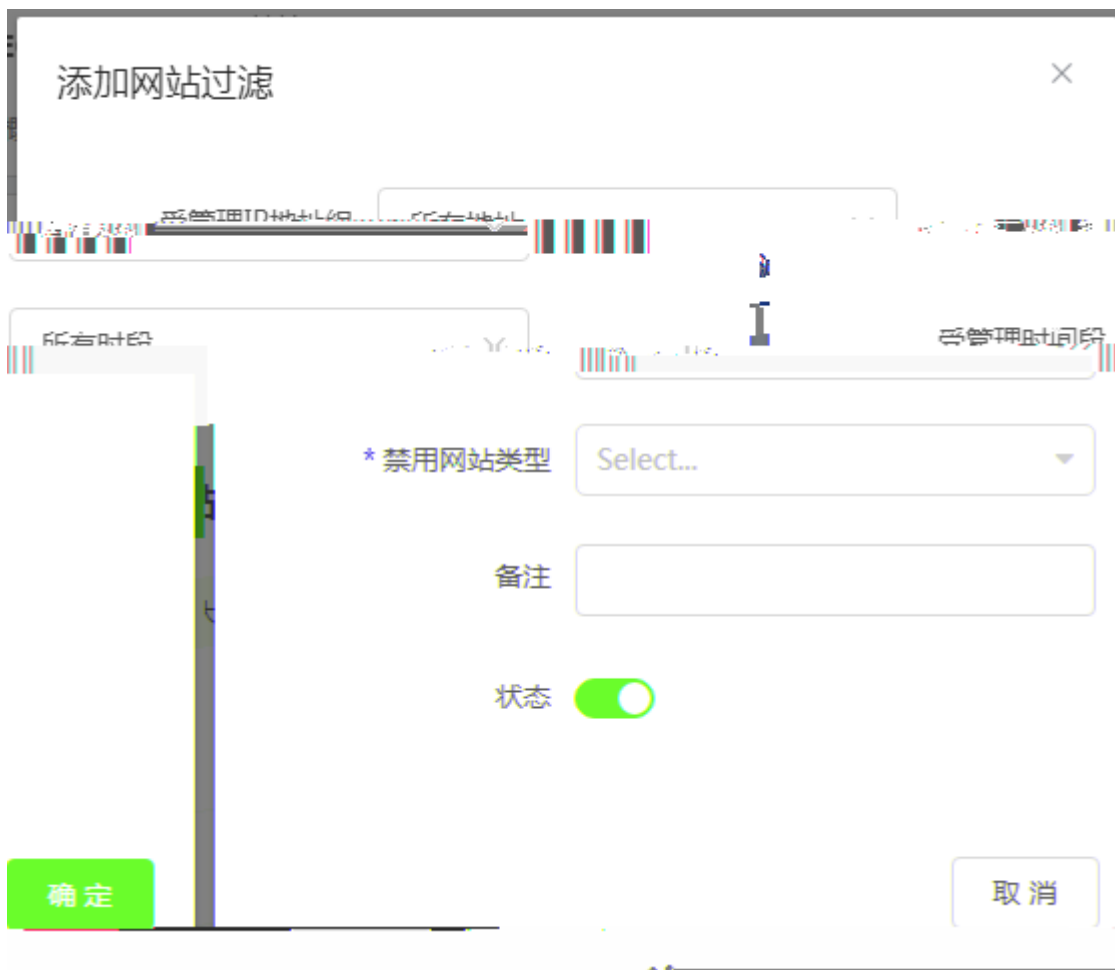 添加网站过滤
受管理IP地址组 所有地址
所有时段
受管理时间段
* 禁用网站类型 Select...
备注
状态
确定 取消